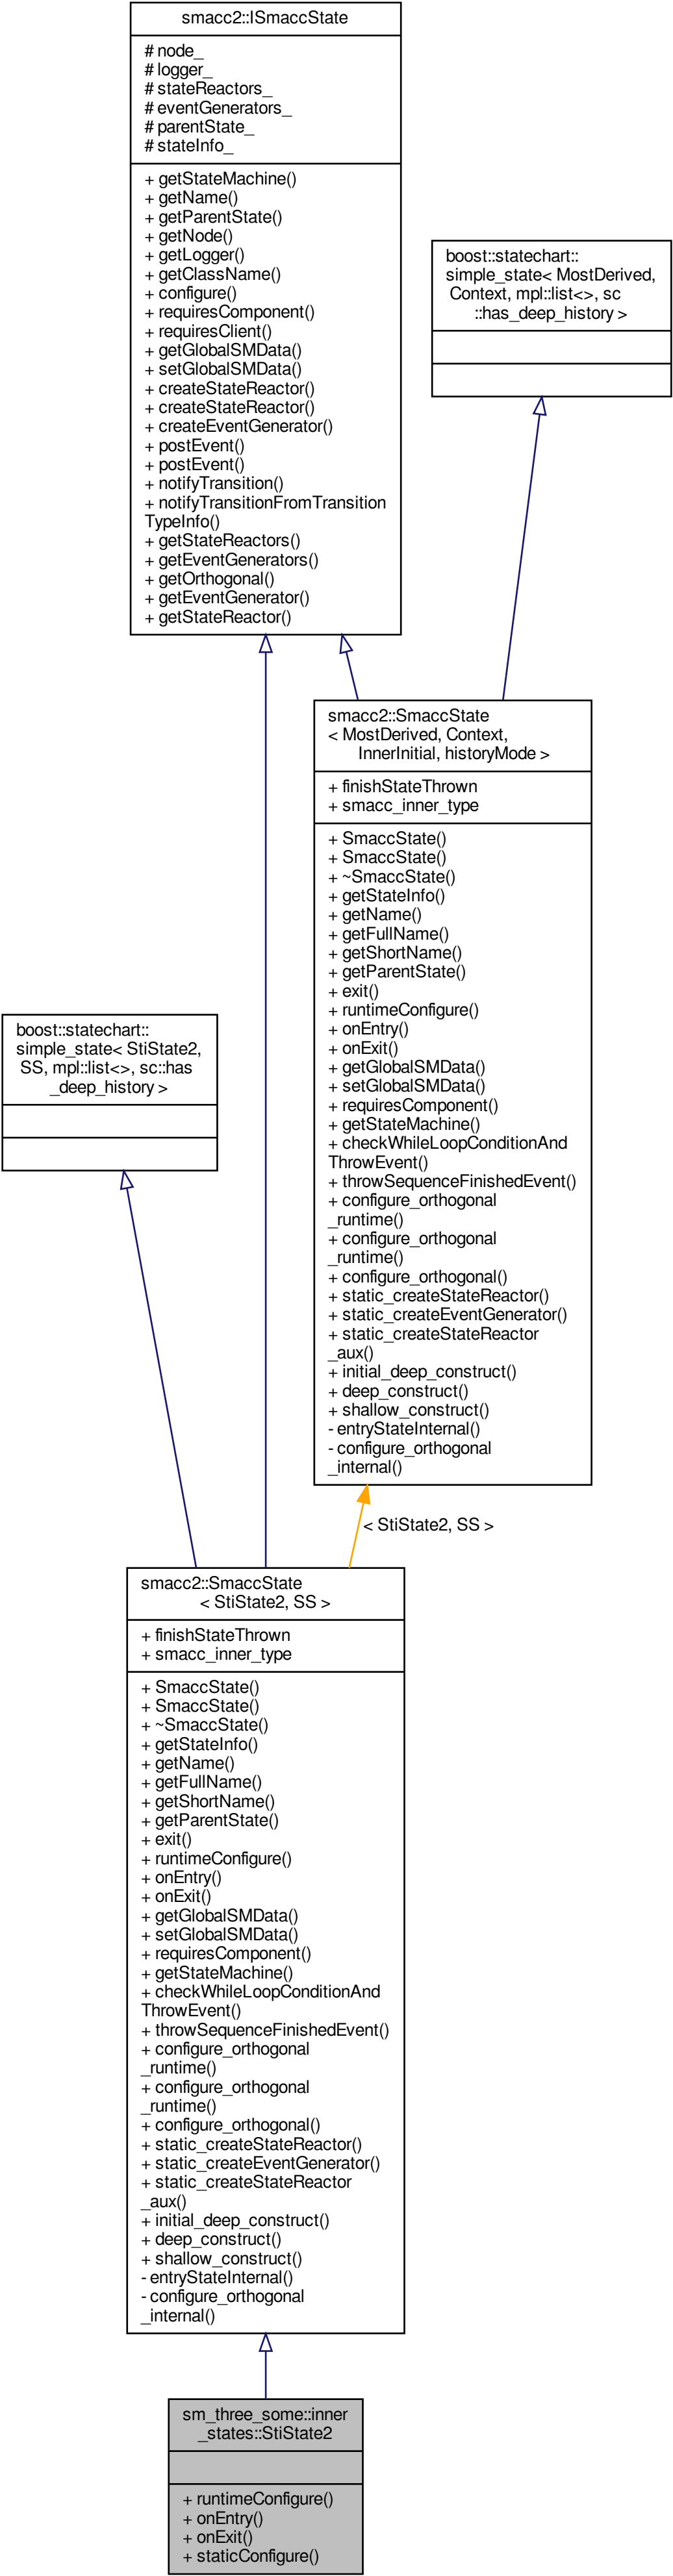 smacc2::ISmaccState
# node_
# logger_
# stateReactors_
# eventGenerators_
# parentState_
# stateInfo_
+ getStateMachine()
+ getName()
+ getParentState()
+ getNode()
+ getLogger()
+ getClassName()
+ configure()
+ requiresComponent()
+ requiresClient()
+ getGlobalSMData()
+ setGlobalSMData()
+ createStateReactor()
+ createStateReactor()
+ createEventGenerator()
+ postEvent()
+ postEvent()
+ notifyTransition()
+ notifyTransitionFromTransition
TypeInfo()
+ getStateReactors()
+ getEventGenerators()
+ getOrthogonal()
+ getEventGenerator()
+ getStateReactor()
boost::statechart::
simple_state< MostDerived,
Context, mpl::list<>, sc
::has_deep_history >
smacc2::SmaccState
< MostDerived, Context,
InnerInitial, historyMode >
+ finishStateThrown
+ smacc_inner_type
+ SmaccState()
+ SmaccState()
+ ~SmaccState()
+ getStateInfo()
+ getName()
+ getFullName()
+ getShortName()
+ getParentState()
+ exit()
+ runtimeConfigure()
+ onEntry()
+ onExit()
+ getGlobalSMData()
+ setGlobalSMData()
+ requiresComponent()
+ getStateMachine()
+ checkWhileLoopConditionAnd
ThrowEvent()
+ throwSequenceFinishedEvent()
+ configure_orthogonal
_runtime()
+ configure_orthogonal
_runtime()
+ configure_orthogonal()
+ static_createStateReactor()
+ static_createEventGenerator()
+ static_createStateReactor
_aux()
+ initial_deep_construct()
+ deep_construct()
+ shallow_construct()
- entryStateInternal()
- configure_orthogonal
_internal()
boost::statechart::
simple_state< StiState2,
SS, mpl::list<>, sc::has
_deep_history >
< StiState2, SS >
smacc2::SmaccState
< StiState2, SS >
+ finishStateThrown
+ smacc_inner_type
+ SmaccState()
+ SmaccState()
+ ~SmaccState()
+ getStateInfo()
+ getName()
+ getFullName()
+ getShortName()
+ getParentState()
+ exit()
+ runtimeConfigure()
+ onEntry()
+ onExit()
+ getGlobalSMData()
+ setGlobalSMData()
+ requiresComponent()
+ getStateMachine()
+ checkWhileLoopConditionAnd
ThrowEvent()
+ throwSequenceFinishedEvent()
+ configure_orthogonal
_runtime()
+ configure_orthogonal
_runtime()
+ configure_orthogonal()
+ static_createStateReactor()
+ static_createEventGenerator()
+ static_createStateReactor
_aux()
+ initial_deep_construct()
+ deep_construct()
+ shallow_construct()
- entryStateInternal()
- configure_orthogonal
_internal()
sm_three_some::inner
_states::StiState2
+ runtimeConfigure()
+ onEntry()
+ onExit()
+ staticConfigure()